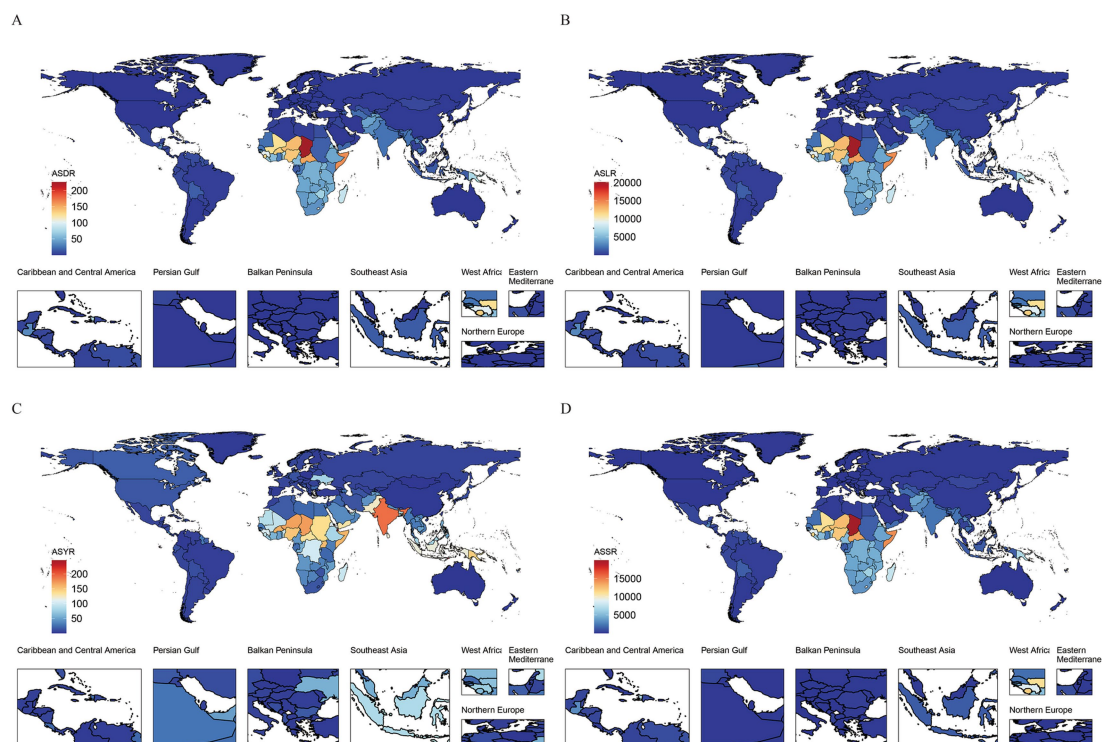 A
B
ASDR
200
150
100
50
ASLR
20000
15000
10000
5000
Caribbean and Central America
Persian Gulf
Balkan Peninsula
Southeast Asia
West Africa
Eastern
Mediterrane
Northern Europe
Caribbean and Central America
Persian Gulf
Balkan Peninsula
Southeast Asia
West Africa
Eastern
Mediterrane
Northern Europe
C
D
ASYR
200
150
100
50
ASSR
15000
10000
5000
Caribbean and Central America
Persian Gulf
Balkan Peninsula
Southeast Asia
West Africa
Eastern
Mediterrane
Northern Europe
Caribbean and Central America
Persian Gulf
Balkan Peninsula
Southeast Asia
West Africa
Eastern
Mediterrane
Northern Europe